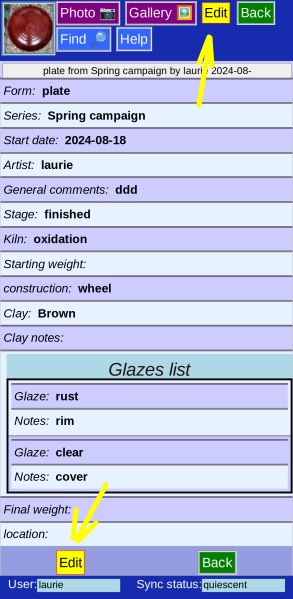 Photo 📷 Gallery 🖼️ Edit Back
Find 🔎 Help
plate from Spring campaign by laurie 2024-08-
Form: plate
Series: Spring campaign
Start date: 2024-08-18
Artist: laurie
General comments: ddd
Stage: finished
Kiln: oxidation
Starting weight:
construction: wheel
Clay: Brown
Clay notes:
Glazes list
Glaze: rust
Notes: rim
Glaze: clear
Notes: cover
Final weight:
location:
Edit Back
User: laurie Sync status: quiescent